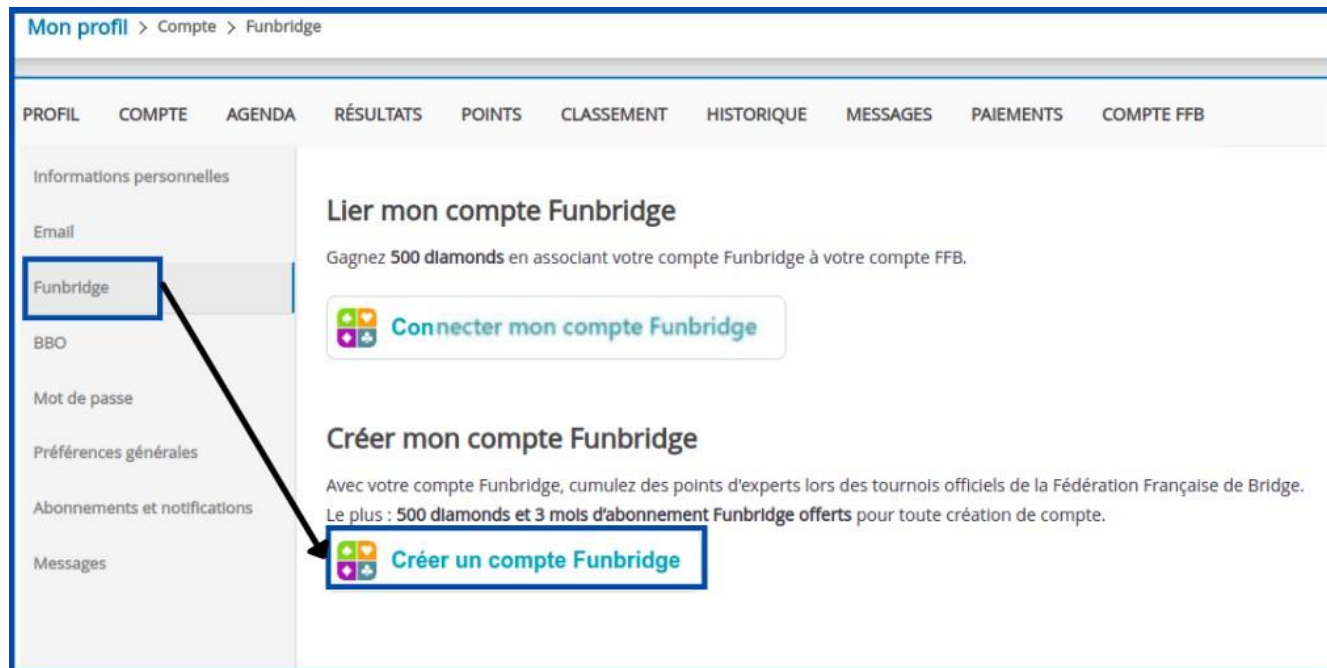 Mon profil > Compte > Funbridge
PROFIL COMPTE AGENDA RÉSULTATS POINTS CLASSEMENT HISTORIQUE MESSAGES PAIEMENTS COMPTE FFB
Informations personnelles
Email
Funbridge
BBO
Mot de passe
Préférences générales
Abonnements et notifications
Messages
Lier mon compte Funbridge
Gagnez 500 diamonds en associant votre compte Funbridge à votre compte FFB.
Connecter mon compte Funbridge
Créer mon compte Funbridge
Avec votre compte Funbridge, cumulez des points d'experts lors des tournois officiels de la Fédération Française de Bridge.
Le plus : 500 diamonds et 3 mois d'abonnement Funbridge offerts pour toute création de compte.
Créer un compte Funbridge